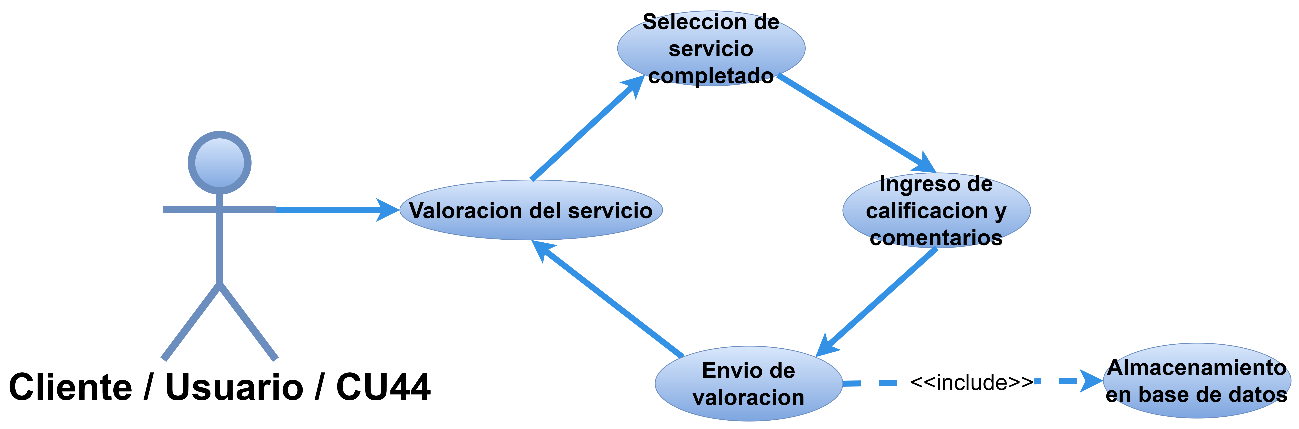 Seleccion de
servicio
completado
Ingreso de
calificacion y
comentarios
Valoracion del servicio
Envio de
valoracion
<<include>>
Almacenamiento
en base de datos
Cliente / Usuario / CU44